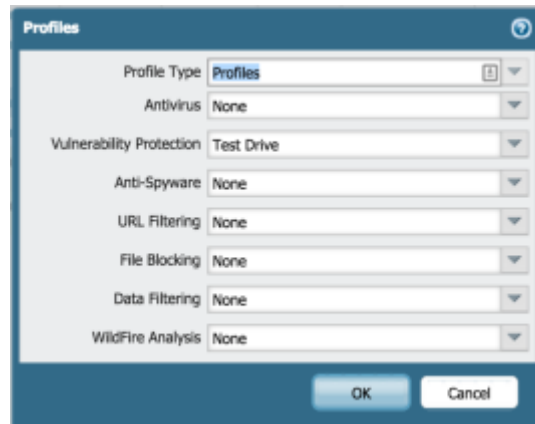 Profiles
Profile Type Profiles
Antivirus None
Vulnerability Protection Test Drive
Anti-Spyware None
URL Filtering None
File Blocking None
Data Filtering None
WildFire Analysis None
OK Cancel